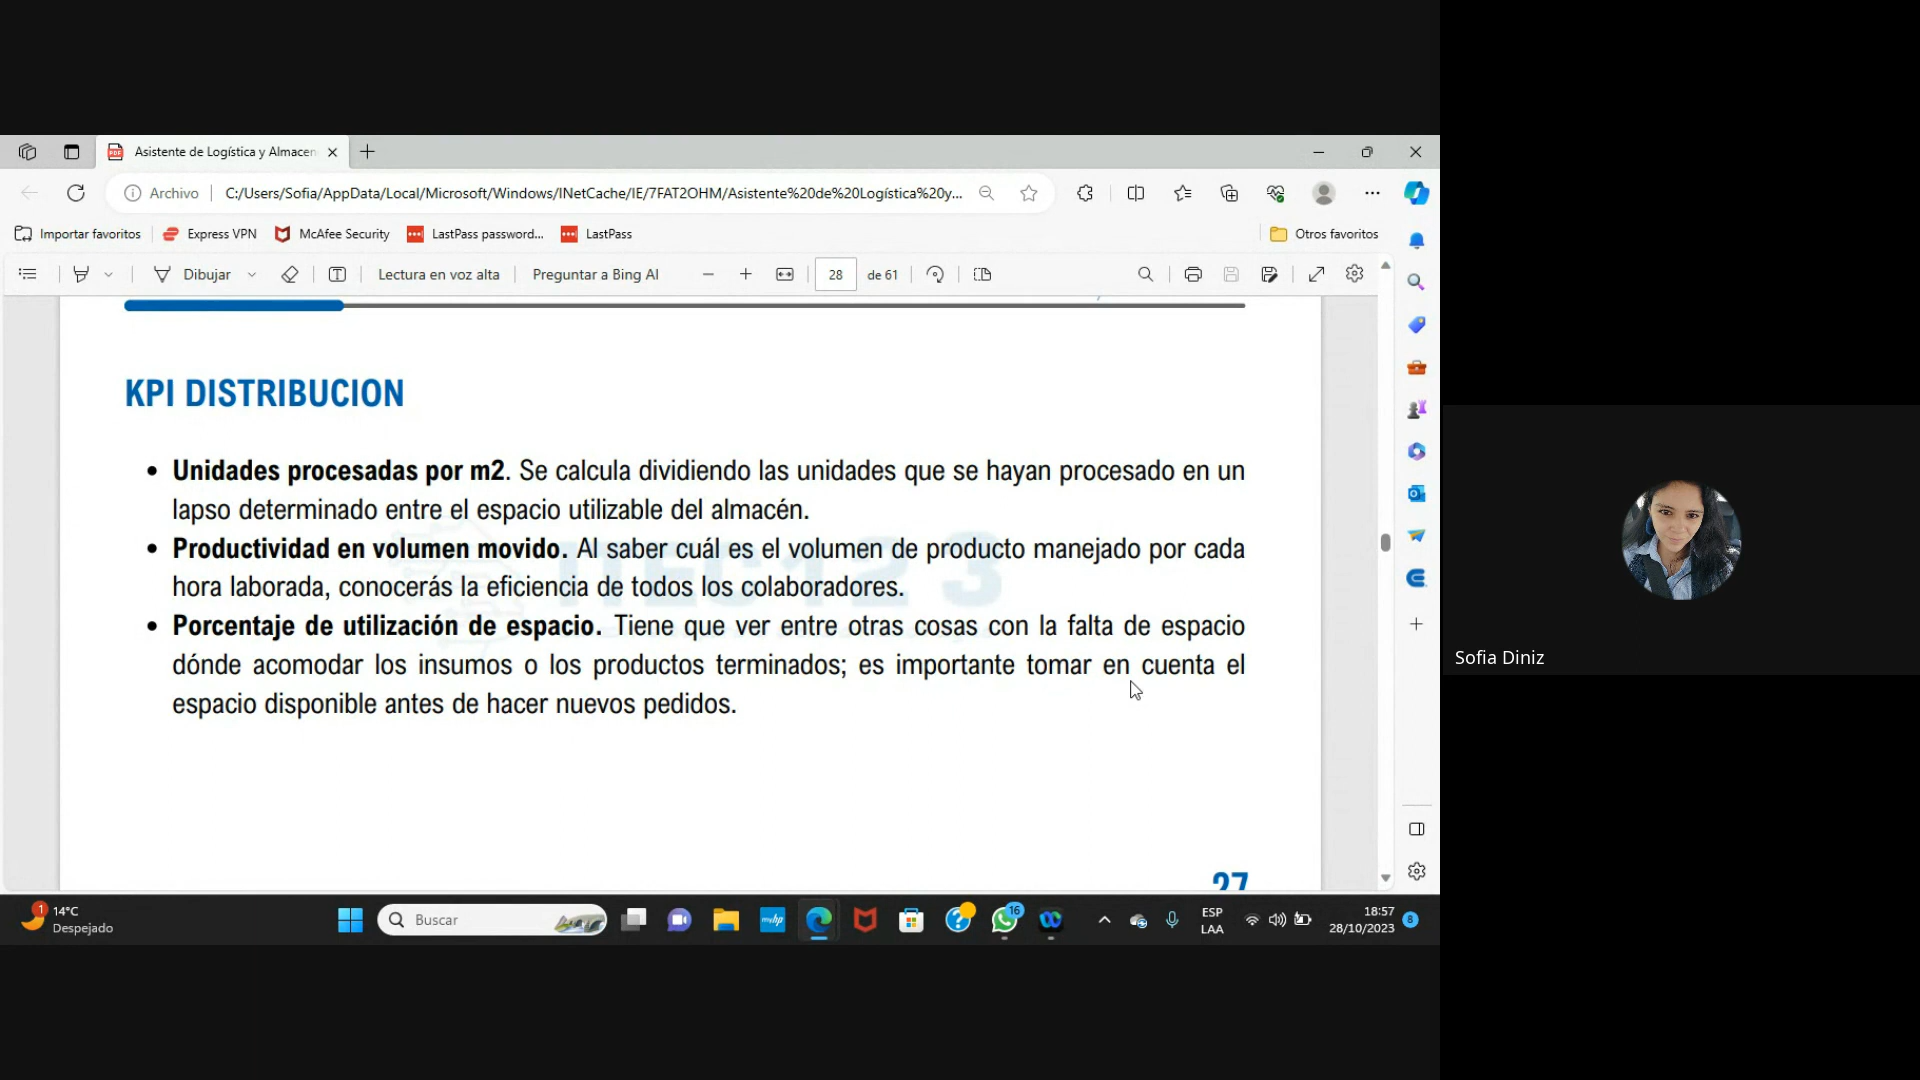 Asistente de Logística y Almacen
Archivo
C:/Users/Sofia/AppData/Local/Microsoft/Windows/INetCache/IE/7FAT2OHM/Asistente%20de%20Logística%20y...
Importar favoritos
Express VPN
McAfee Security
LastPass password...
LastPass
Otros favoritos
Dibujar
Lectura en voz alta
Preguntar a Bing AI
28
de 61
KPI DISTRIBUCION
• Unidades procesadas por m2. Se calcula dividiendo las unidades que se hayan procesado en un
lapso determinado entre el espacio utilizable del almacén.
• Productividad en volumen movido. Al saber cuál es el volumen de producto manejado por cada
hora laborada, conocerás la eficiencia de todos los colaboradores.
• Porcentaje de utilización de espacio. Tiene que ver entre otras cosas con la falta de espacio
dónde acomodar los insumos o los productos terminados; es importante tomar en cuenta el
espacio disponible antes de hacer nuevos pedidos.
ITEC123
27
Sofia Diniz
1
14°C
Despejado
Buscar
myhp
16
ESP
LAA
18:57
28/10/2023
8